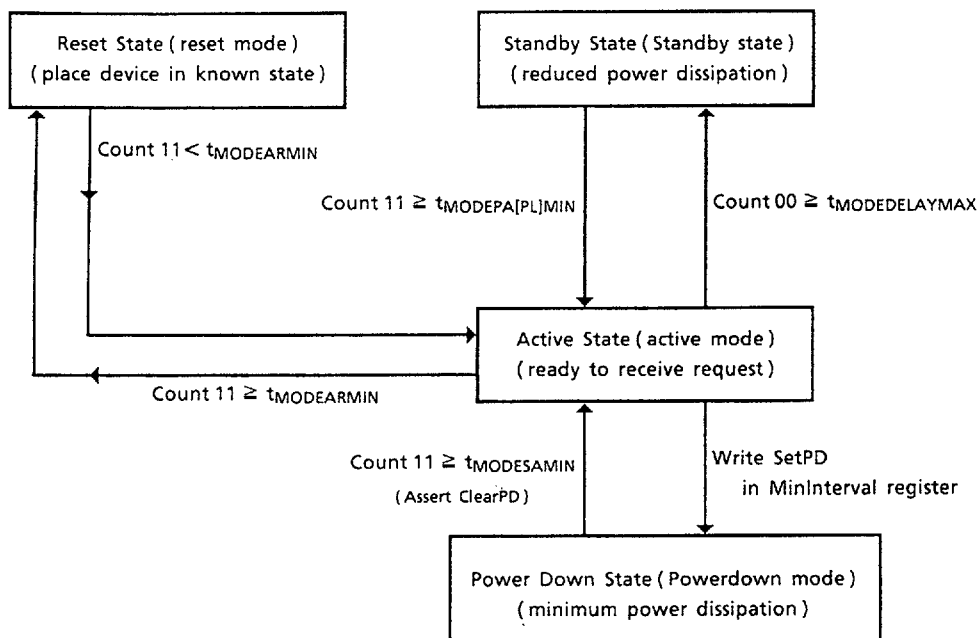 Reset State ( reset mode )
( place device in known state )
Standby State ( Standby state )
( reduced power dissipation )
Count 11 < tMODEARMIN
Count 11 ≧ tMODEPA[PL]MIN
Count 00 ≧ tMODEDELAYMAX
Active State ( active mode )
( ready to receive request )
Count 11 ≧ tMODEARMIN
Count 11 ≧ tMODESAMIN
( Assert ClearPD )
Write SetPD
in MinInterval register
Power Down State ( Powerdown mode )
( minimum power dissipation )